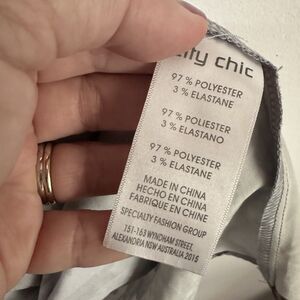 city chic
97% POLYESTER
3% ELASTANE
97% POLIESTER
3% ELASTANO
97% POLYESTER
3% ELASTANE
MADE IN CHINA
HECHO EN CHINA
FABRIQUE EN CHINE
SPECIALTY FASHION GROUP
151-163 WYNDHAM STREET,
ALEXANDRIA NSW AUSTRALIA 2015